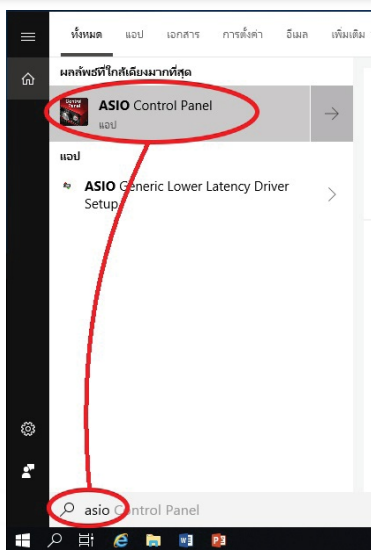 ทั้งหมด แอป เอกสาร การตั้งค่า อีเมล เพิ่มเติม
ผลลัพธ์ที่ใกล้เคียงมากที่สุด
ASIO Control Panel
แอป
แอป
ASIO Generic Lower Latency Driver
Setup
asio Control Panel